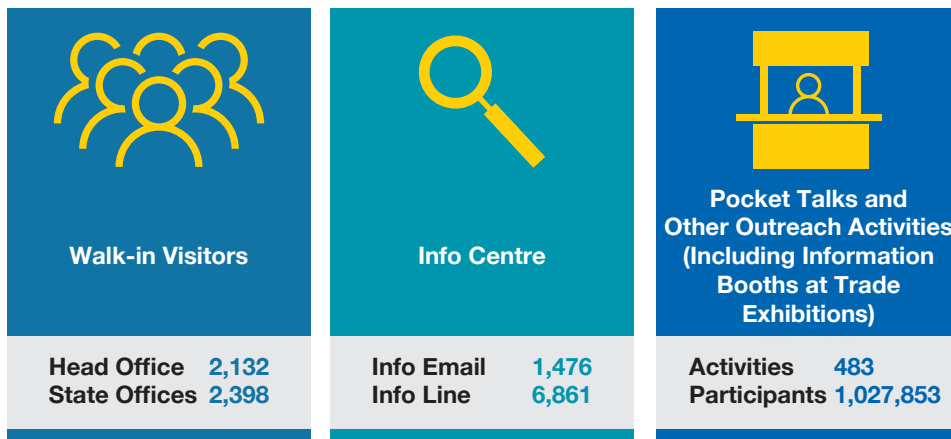 Walk-in Visitors
Head Office 2,132
State Offices 2,398
Info Centre
Info Email 1,476
Info Line 6,861
Pocket Talks and
Other Outreach Activities
(Including Information
Booths at Trade
Exhibitions)
Activities 483
Participants 1,027,853